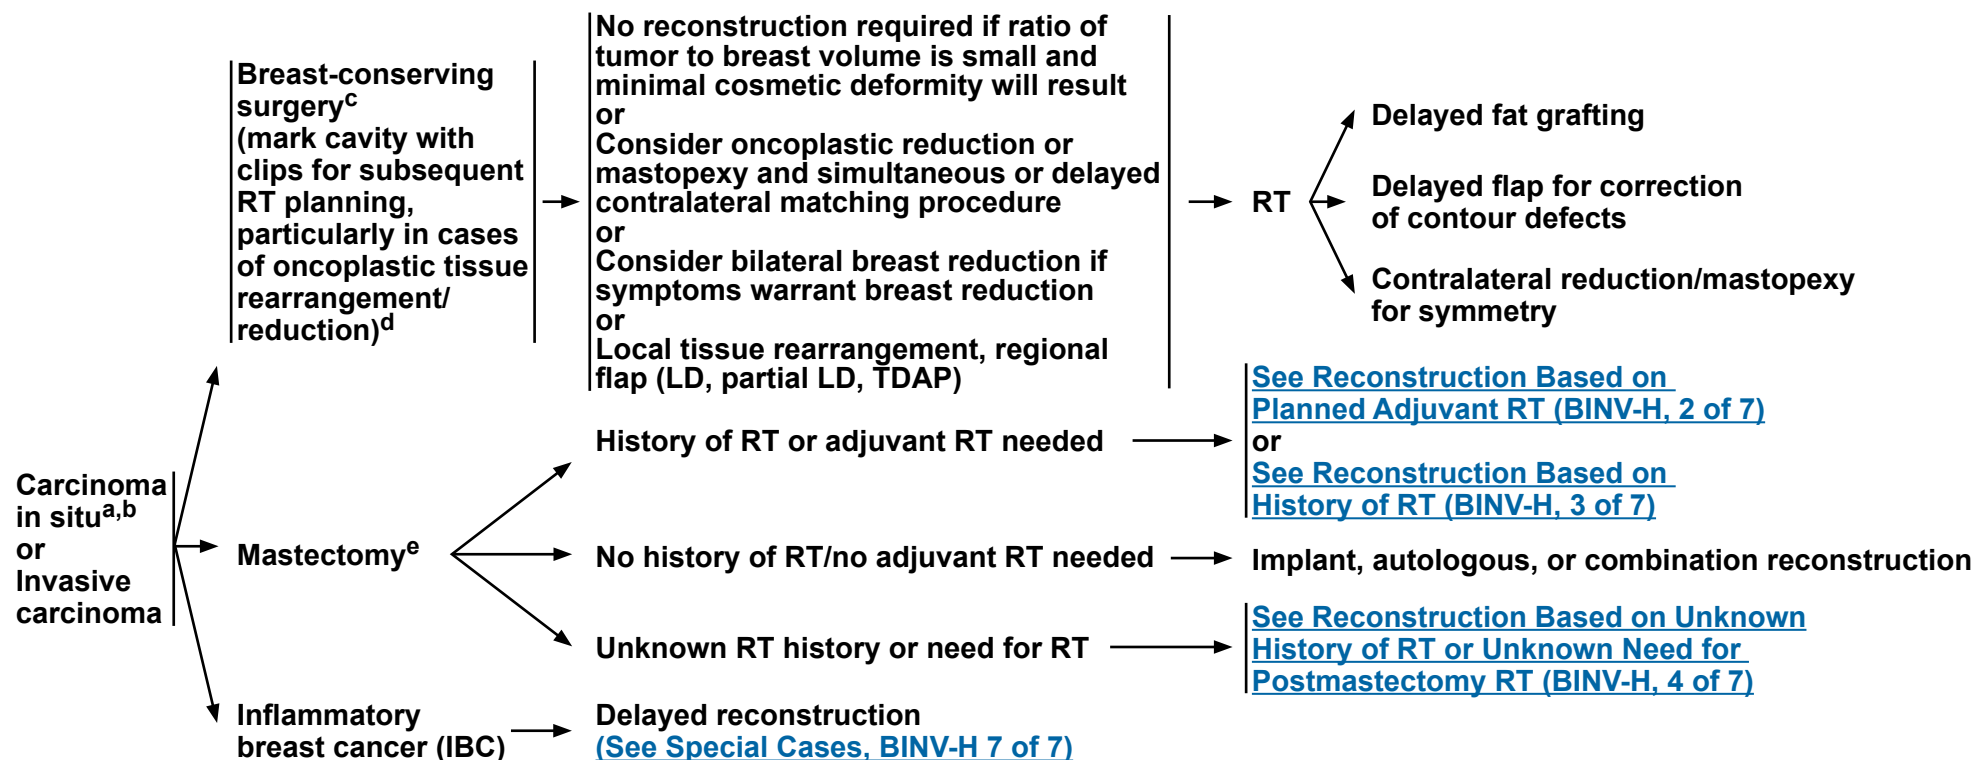 Carcinoma
in situa,b
or
Invasive
carcinoma
Breast-conserving
surgeryc
(mark cavity with
clips for subsequent
RT planning,
particularly in cases
of oncoplastic tissue
rearrangement/
reduction)d
No reconstruction required if ratio of
tumor to breast volume is small and
minimal cosmetic deformity will result
or
Consider oncoplastic reduction or
mastopexy and simultaneous or delayed
contralateral matching procedure
or
Consider bilateral breast reduction if
symptoms warrant breast reduction
or
Local tissue rearrangement, regional
flap (LD, partial LD, TDAP)
RT
Delayed fat grafting
Delayed flap for correction
of contour defects
Contralateral reduction/mastopexy
for symmetry
Mastectomye
History of RT or adjuvant RT needed
See Reconstruction Based on
Planned Adjuvant RT (BINV-H, 2 of 7)
or
See Reconstruction Based on
History of RT (BINV-H, 3 of 7)
No history of RT/no adjuvant RT needed
Implant, autologous, or combination reconstruction
Unknown RT history or need for RT
See Reconstruction Based on Unknown
History of RT or Unknown Need for
Postmastectomy RT (BINV-H, 4 of 7)
Inflammatory
breast cancer (IBC)
Delayed reconstruction
(See Special Cases, BINV-H 7 of 7)